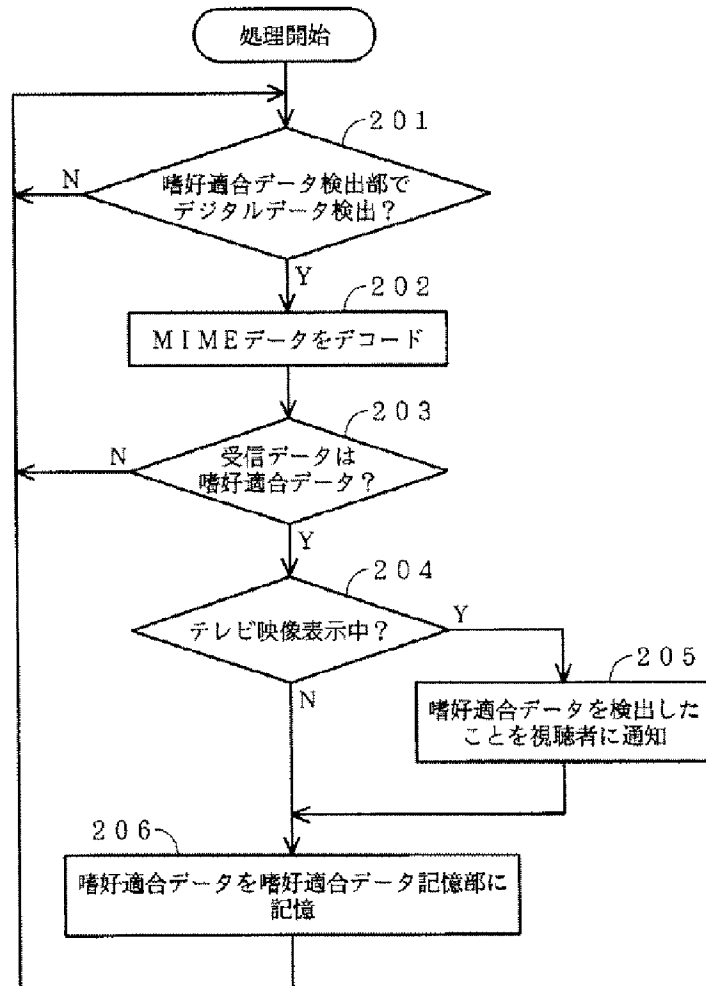 処理開始
201
N
嗜好適合データ検出部で
デジタルデータ検出？
Y
202
MIMEデータをデコード
203
N
受信データは
嗜好適合データ？
Y
204
テレビ映像表示中？
Y
205
N
嗜好適合データを検出した
ことを視聴者に通知
206
嗜好適合データを嗜好適合データ記憶部に
記憶